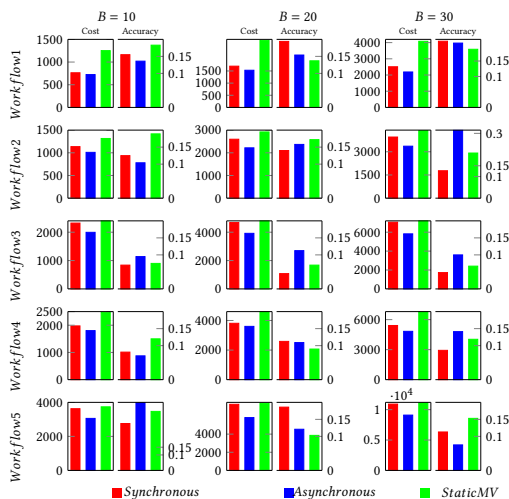 B = 10 B = 20 B = 30
Cost Accuracy Cost Accuracy Cost Accuracy
Workflow1
1500 1000 500 0 0.15 0.1 0
1500 1000 500 0 0.15 0.1 0
4000 3000 2000 1000 0 0.15 0.1 0
Workflow2
1500 1000 500 0 0.15 0.1 0
3000 2000 1000 0 0.15 0.1 0
3000 1500 0 0.3 0.15 0.1 0
Workflow3
2000 1000 0 0.15 0.1 0
4000 2000 0 0.15 0.1 0
6000 4000 2000 0 0.15 0.1 0
Workflow4
2500 2000 1000 0 0.15 0.1 0
4000 2000 0 0.15 0.1 0
6000 4000 2000 0 0.15 0.1 0
Workflow5
4000 2000 0 0.15 0.1 0
4000 2000 0 0.15 0.1 0
·10⁴
1 0.5 0 0.15 0.1 0
Synchronous Asynchronous StaticMV